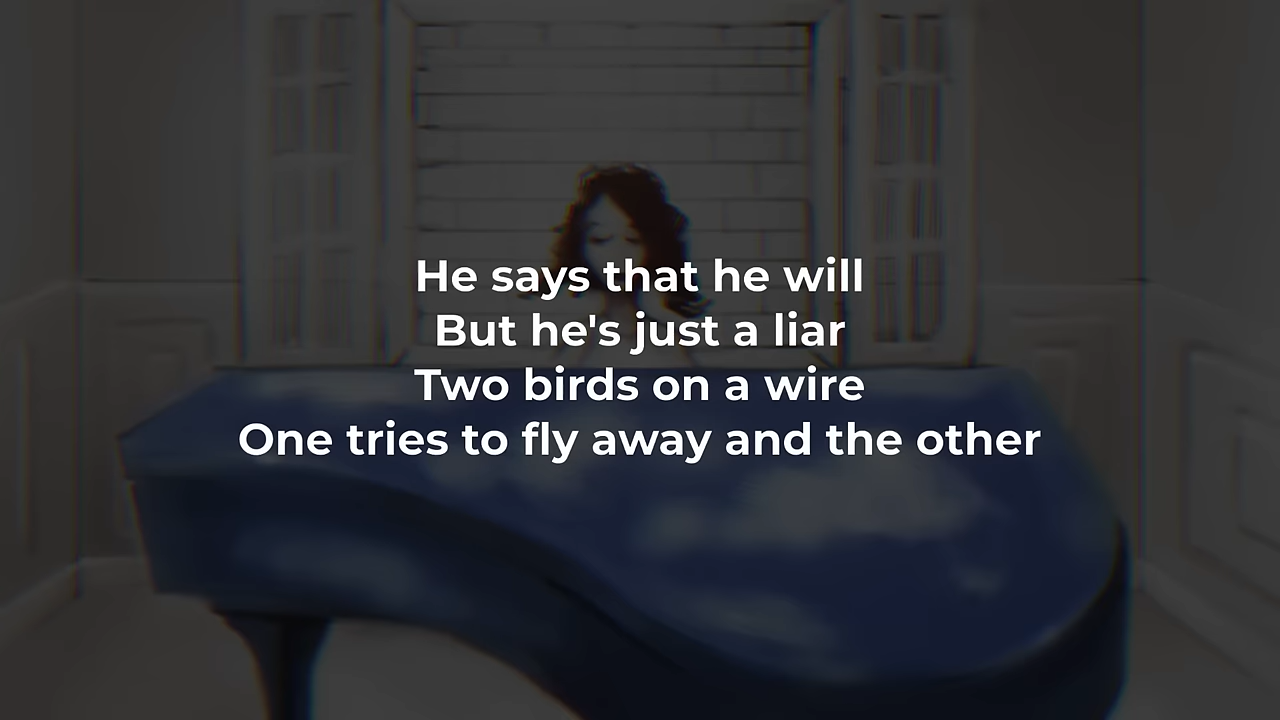 He says that he will
But he's just a liar
Two birds on a wire
One tries to fly away and the other